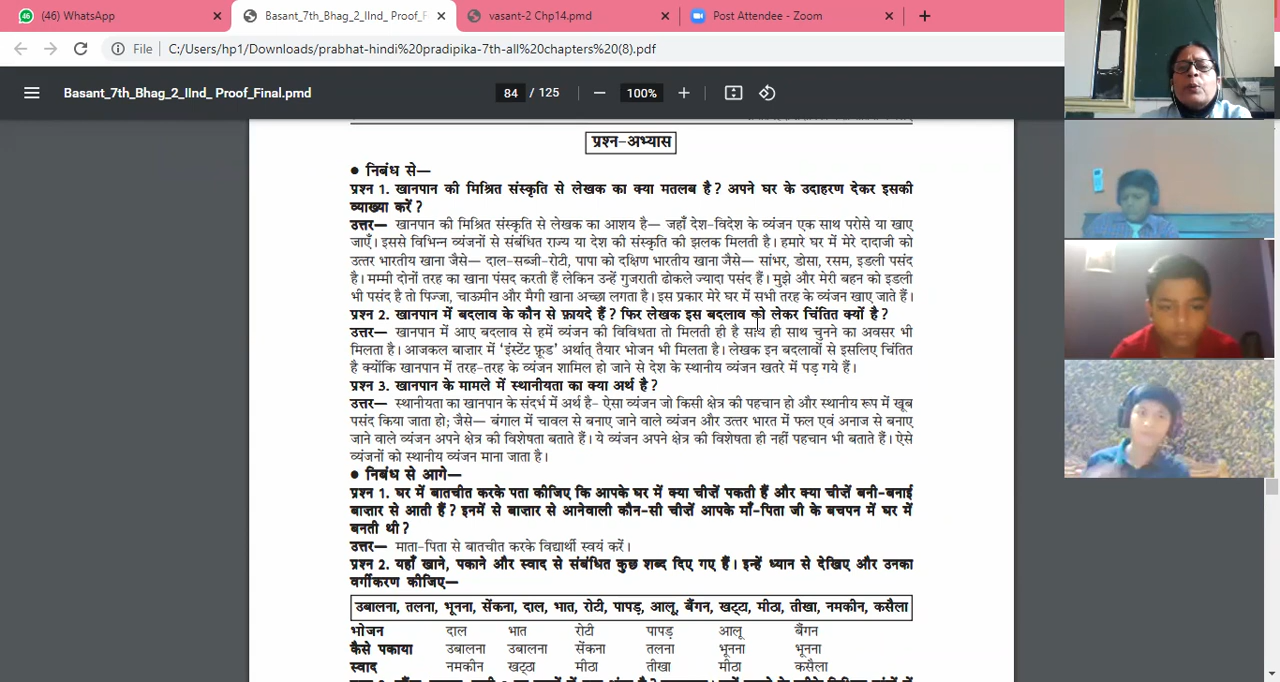 (46) WhatsApp
Basant_7th_Bhag_2_IInd_ Proof_F
vasant-2 Chp14.pmd
Post Attendee - Zoom
File
C:/Users/hp1/Downloads/prabhat-hindi%20pradipika-7th-all%20chapters%20(8).pdf
Basant_7th_Bhag_2_IInd_ Proof_Final.pmd
84 / 125
100%
प्रश्न-अभ्यास
• निबंध से—
प्रश्न 1. खानपान की मिश्रित संस्कृति से लेखक का क्या मतलब है? अपने घर के उदाहरण देकर इसकी
व्याख्या करें?
उत्तर— खानपान की मिश्रित संस्कृति से लेखक का आशय है— जहाँ देश-विदेश के व्यंजन एक साथ परोसे या खाए
जाएँ। इससे विभिन्न व्यंजनों से संबंधित राज्य या देश की संस्कृति की झलक मिलती है। हमारे घर में मेरे दादाजी को
उत्तर भारतीय खाना जैसे— दाल-सब्जी-रोटी, पापा को दक्षिण भारतीय खाना जैसे— सांभर, डोसा, रसम, इडली पसंद
है। मम्मी दोनों तरह का खाना पंसद करती हैं लेकिन उन्हें गुजराती ढोकले ज्यादा पसंद हैं। मुझे और मेरी बहन को इडली
भी पसंद है तो पिज्जा, चाऊमीन और मैगी खाना अच्छा लगता है। इस प्रकार मेरे घर में सभी तरह के व्यंजन खाए जाते हैं।
प्रश्न 2. खानपान में बदलाव के कौन से फ़ायदे हैं? फिर लेखक इस बदलाव को लेकर चिंतित क्यों है?
उत्तर— खानपान में आए बदलाव से हमें व्यंजन की विविधता तो मिलती ही है साथ ही साथ चुनने का अवसर भी
मिलता है। आजकल बाज़ार में ‘इंस्टेंट फ़ूड’ अर्थात् तैयार भोजन भी मिलता है। लेखक इन बदलावों से इसलिए चिंतित
है क्योंकि खानपान में तरह-तरह के व्यंजन शामिल हो जाने से देश के स्थानीय व्यंजन खतरे में पड़ गये हैं।
प्रश्न 3. खानपान के मामले में स्थानीयता का क्या अर्थ है?
उत्तर— स्थानीयता का खानपान के संदर्भ में अर्थ है- ऐसा व्यंजन जो किसी क्षेत्र की पहचान हो और स्थानीय रूप में खूब
पसंद किया जाता हो; जैसे— बंगाल में चावल से बनाए जाने वाले व्यंजन और उत्तर भारत में फल एवं अनाज से बनाए
जाने वाले व्यंजन अपने क्षेत्र की विशेषता बताते हैं। ये व्यंजन अपने क्षेत्र की विशेषता ही नहीं पहचान भी बताते हैं। ऐसे
व्यंजनों को स्थानीय व्यंजन माना जाता है।
• निबंध से आगे—
प्रश्न 1. घर में बातचीत करके पता कीजिए कि आपके घर में क्या चीज़ें पकती हैं और क्या चीज़ें बनी-बनाई
बाज़ार से आती हैं? इनमें से बाज़ार से आनेवाली कौन-सी चीज़ें आपके माँ-पिता जी के बचपन में घर में
बनती थी?
उत्तर— माता-पिता से बातचीत करके विद्यार्थी स्वयं करें।
प्रश्न 2. यहाँ खाने, पकाने और स्वाद से संबंधित कुछ शब्द दिए गए हैं। इन्हें ध्यान से देखिए और उनका
वर्गीकरण कीजिए—
उबालना, तलना, भूनना, सेंकना, दाल, भात, रोटी, पापड़, आलू, बैंगन, खट्टा, मीठा, तीखा, नमकीन, कसैला
भोजन दाल भात रोटी पापड़ आलू बैंगन
कैसे पकाया उबालना उबालना सेंकना तलना भूनना भूनना
स्वाद नमकीन खट्ठा मीठा तीखा मीठा कसैला